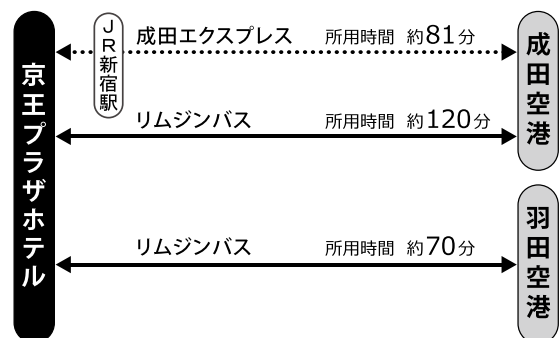 京王プラザホテル
JR新宿駅
成田エクスプレス 所用時間 約81分
リムジンバス 所用時間 約120分
成田空港
リムジンバス 所用時間 約70分
羽田空港